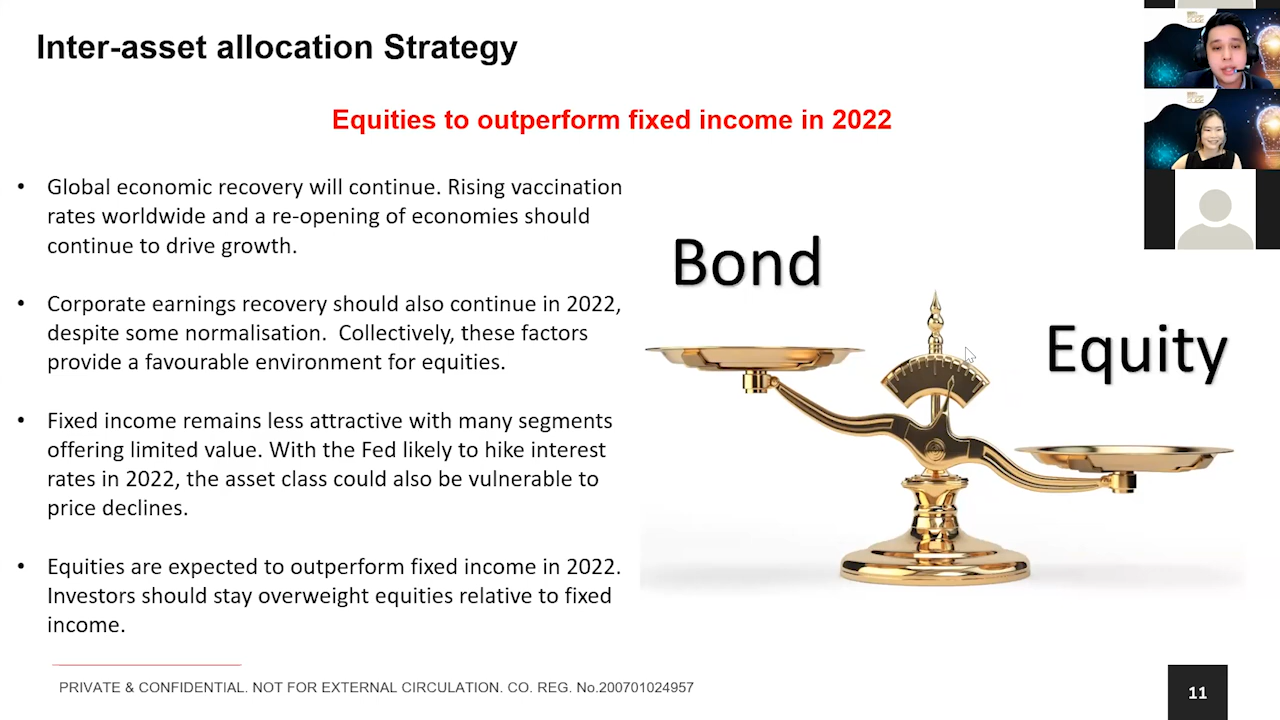 Inter-asset allocation Strategy
Equities to outperform fixed income in 2022
• Global economic recovery will continue. Rising vaccination
rates worldwide and a re-opening of economies should
continue to drive growth.
• Corporate earnings recovery should also continue in 2022,
despite some normalisation.  Collectively, these factors
provide a favourable environment for equities.
• Fixed income remains less attractive with many segments
offering limited value. With the Fed likely to hike interest
rates in 2022, the asset class could also be vulnerable to
price declines.
• Equities are expected to outperform fixed income in 2022.
Investors should stay overweight equities relative to fixed
income.
Bond
Equity
PRIVATE & CONFIDENTIAL. NOT FOR EXTERNAL CIRCULATION. CO. REG. No.200701024957
11